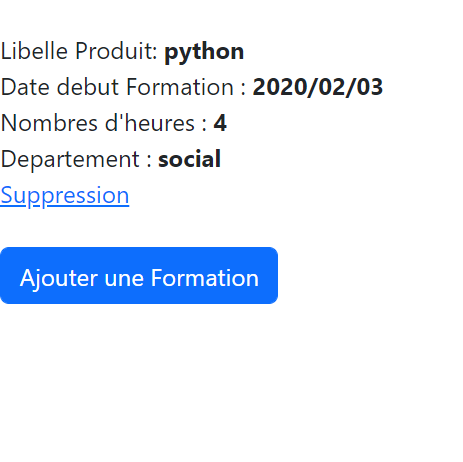 Libelle Produit: python
Date debut Formation : 2020/02/03
Nombres d'heures : 4
Departement : social
Suppression
Ajouter une Formation